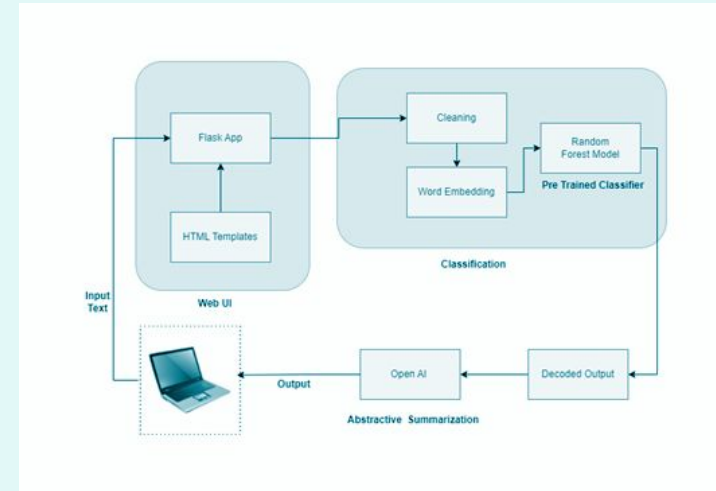 Flask App
HTML Templates
Web UI
Cleaning
Word Embedding
Random
Forest Model
Pre Trained Classifier
Classification
Input
Text
Output
Open AI
Abstractive Summarization
Decoded Output